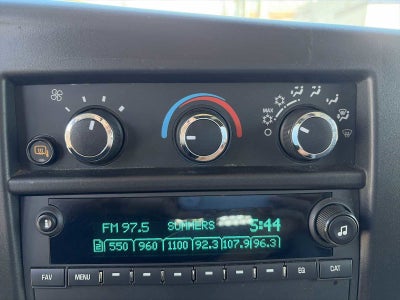 MAX
FM 97.5 SUMMERS 5:44
550 960 1100 92.3 107.9 96.3
FAV MENU EQ CAT